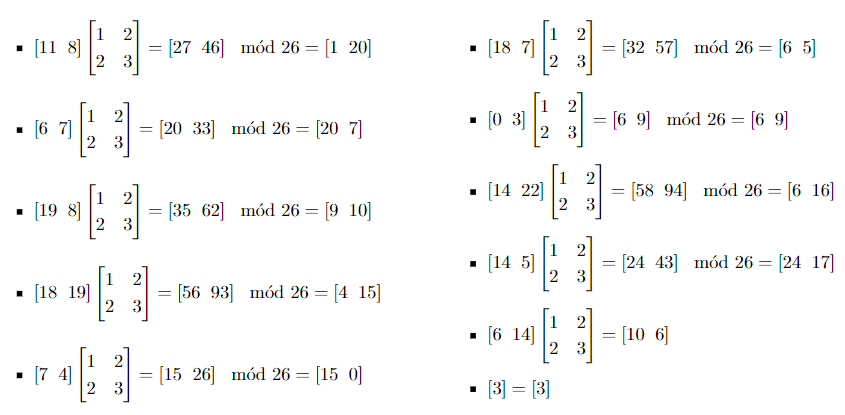 ▪ [11 8] [1 2; 2 3] = [27 46] mód 26 = [1 20]
▪ [6 7] [1 2; 2 3] = [20 33] mód 26 = [20 7]
▪ [19 8] [1 2; 2 3] = [35 62] mód 26 = [9 10]
▪ [18 19] [1 2; 2 3] = [56 93] mód 26 = [4 15]
▪ [7 4] [1 2; 2 3] = [15 26] mód 26 = [15 0]
▪ [18 7] [1 2; 2 3] = [32 57] mód 26 = [6 5]
▪ [0 3] [1 2; 2 3] = [6 9] mód 26 = [6 9]
▪ [14 22] [1 2; 2 3] = [58 94] mód 26 = [6 16]
▪ [14 5] [1 2; 2 3] = [24 43] mód 26 = [24 17]
▪ [6 14] [1 2; 2 3] = [10 6]
▪ [3] = [3]